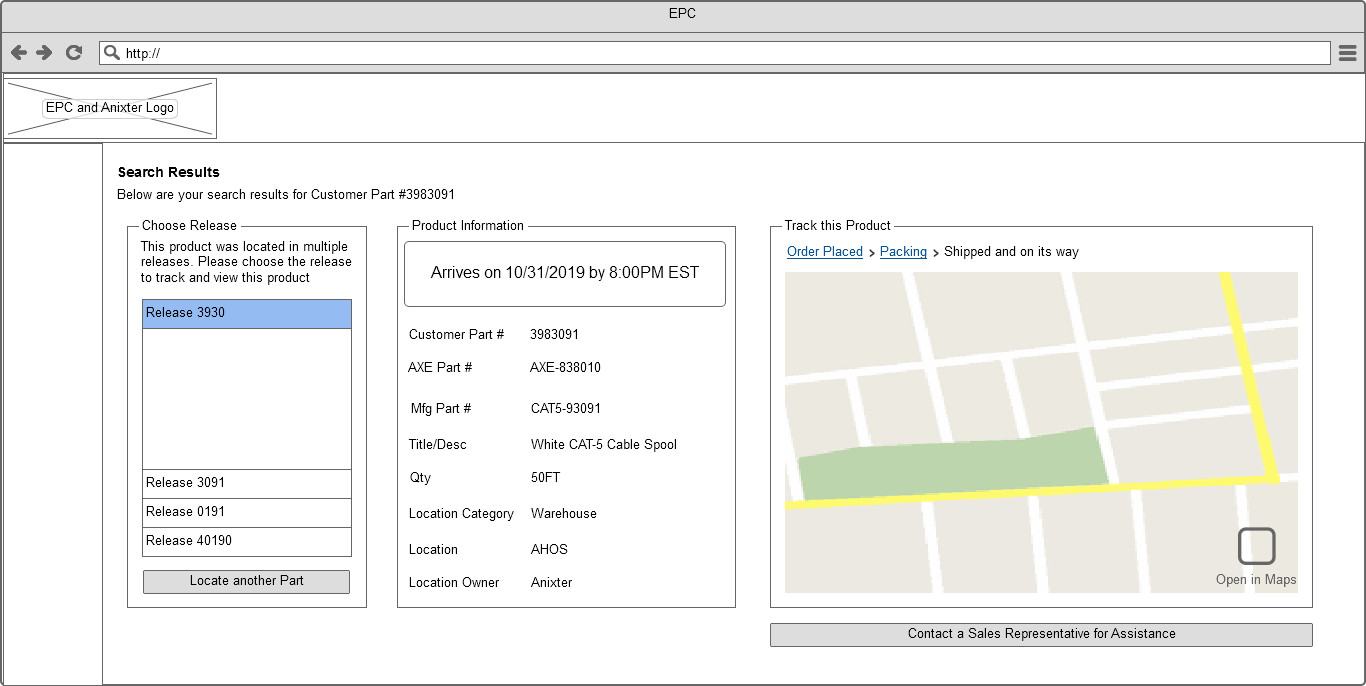 EPC
http://
EPC and Anixter Logo
Search Results
Below are your search results for Customer Part #3983091
Choose Release
This product was located in multiple
releases. Please choose the release
to track and view this product
Release 3930
Release 3091
Release 0191
Release 40190
Locate another Part
Product Information
Arrives on 10/31/2019 by 8:00PM EST
Customer Part # 3983091
AXE Part # AXE-838010
Mfg Part # CAT5-93091
Title/Desc White CAT-5 Cable Spool
Qty 50FT
Location Category Warehouse
Location AHOS
Location Owner Anixter
Track this Product
Order Placed > Packing > Shipped and on its way
Open in Maps
Contact a Sales Representative for Assistance